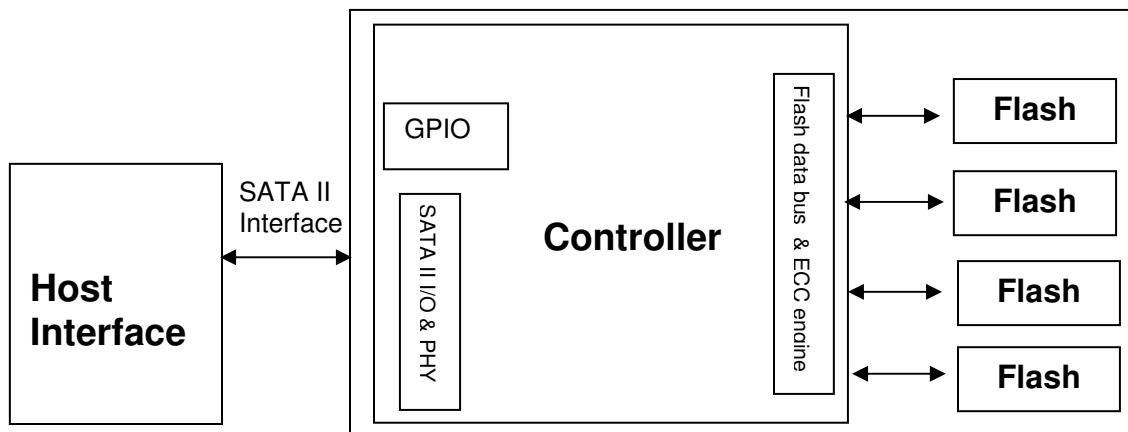 Host
Interface
SATA II
Interface
GPIO
SATA II I/O & PHY
Controller
Flash data bus & ECC engine
Flash
Flash
Flash
Flash